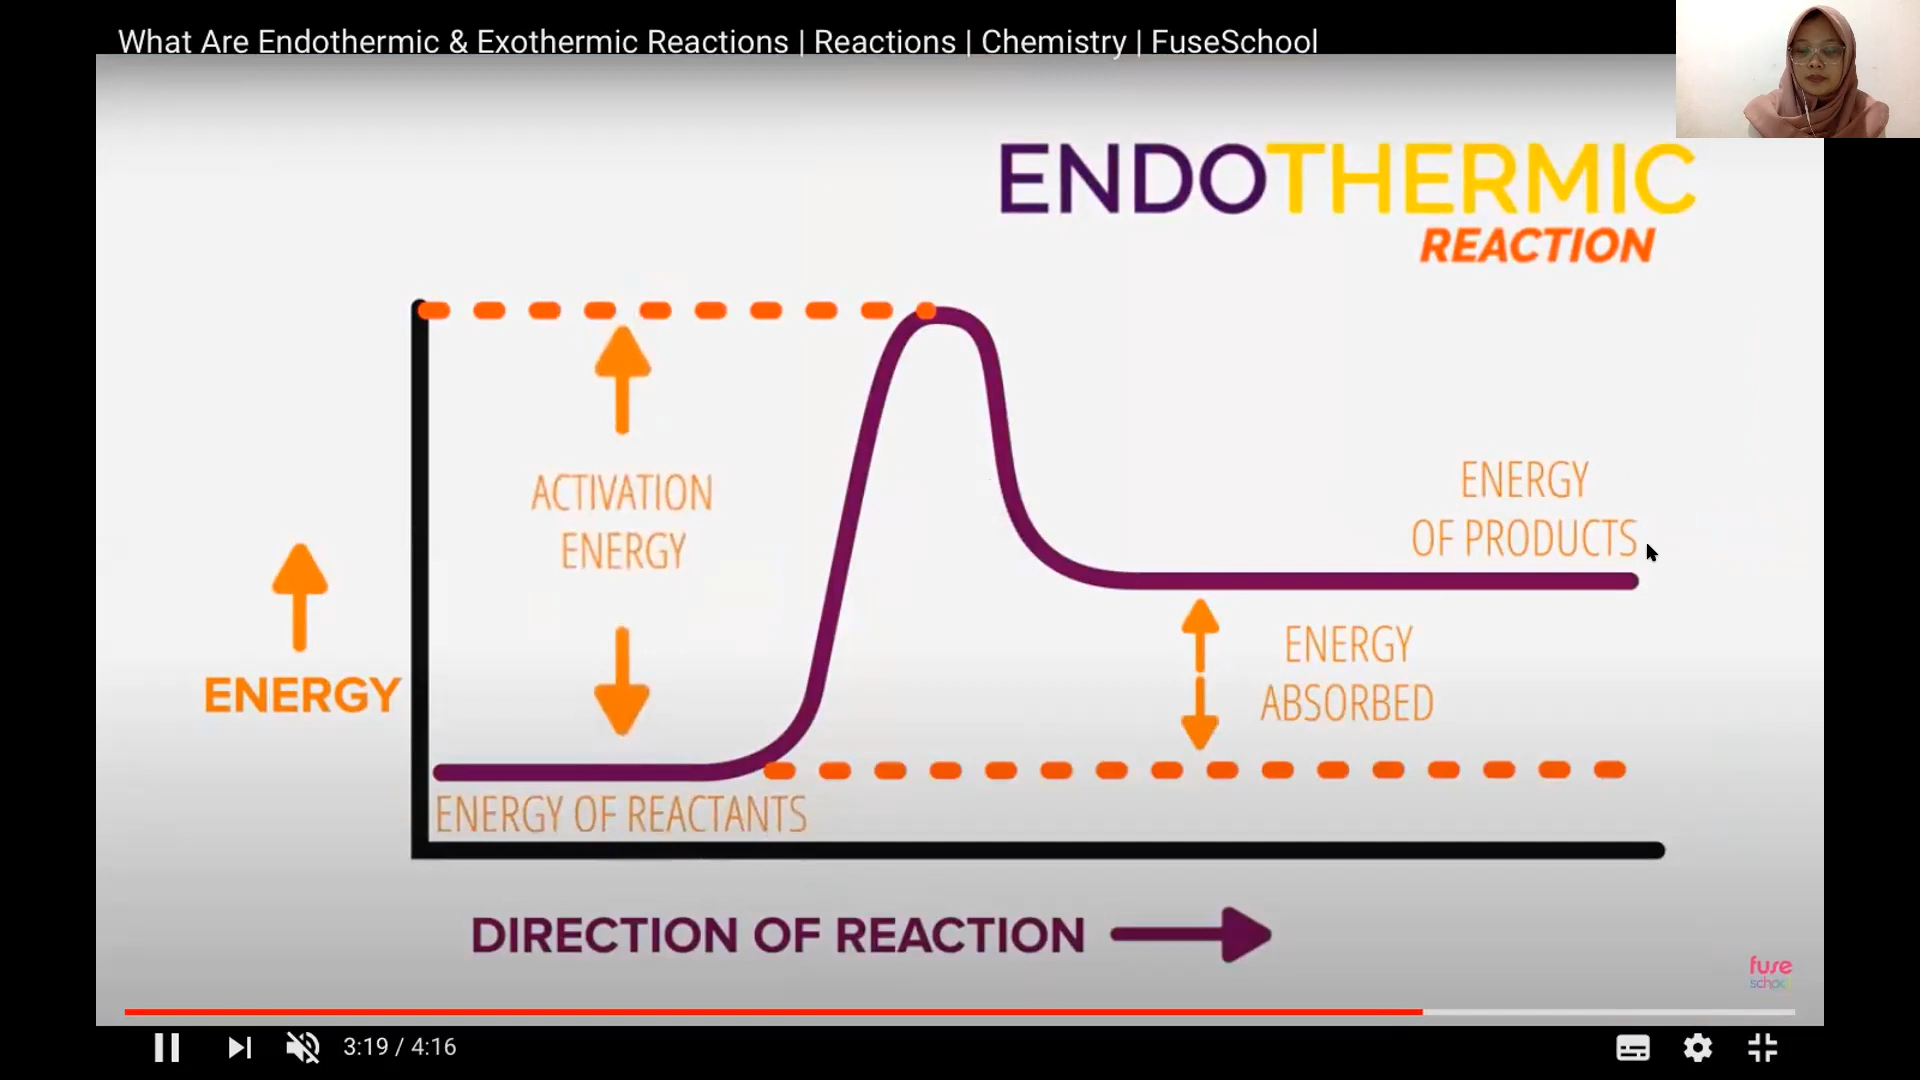 What Are Endothermic & Exothermic Reactions | Reactions | Chemistry | FuseSchool
ENDOTHERMIC
REACTION
ACTIVATION
ENERGY
ENERGY
OF PRODUCTS
ENERGY
ABSORBED
ENERGY
ENERGY OF REACTANTS
DIRECTION OF REACTION
fuse
school
3:19 / 4:16